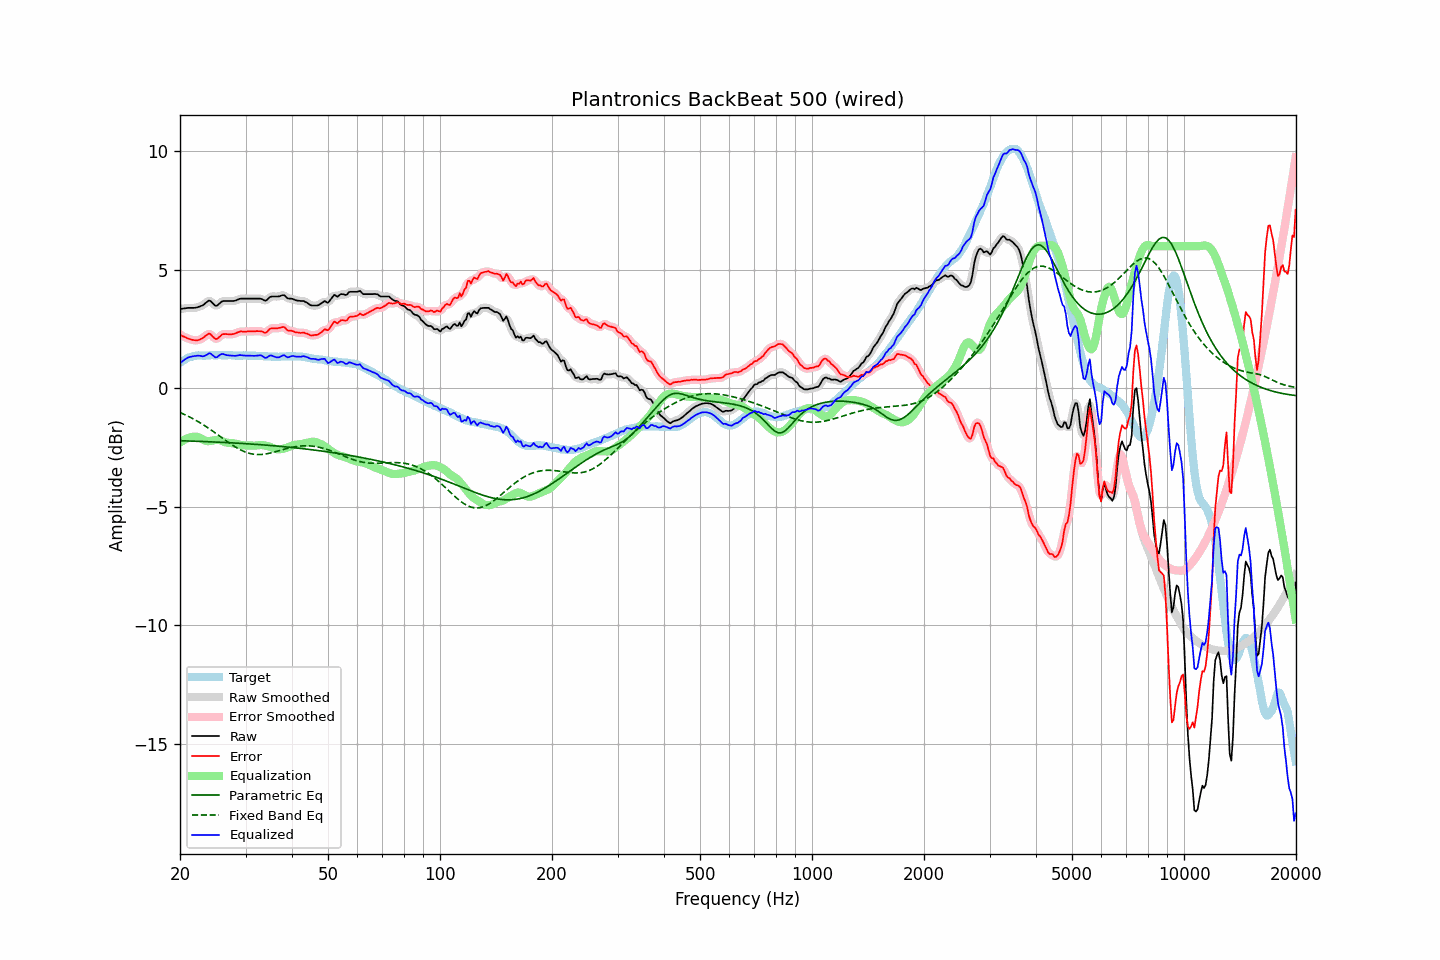 Plantronics BackBeat 500 (wired)
10
5
0
−5
−10
−15
Amplitude (dBr)
Target
Raw Smoothed
Error Smoothed
Raw
Error
Equalization
Parametric Eq
Fixed Band Eq
Equalized
20 50 100 200 500 1000 2000 5000 10000 20000
Frequency (Hz)